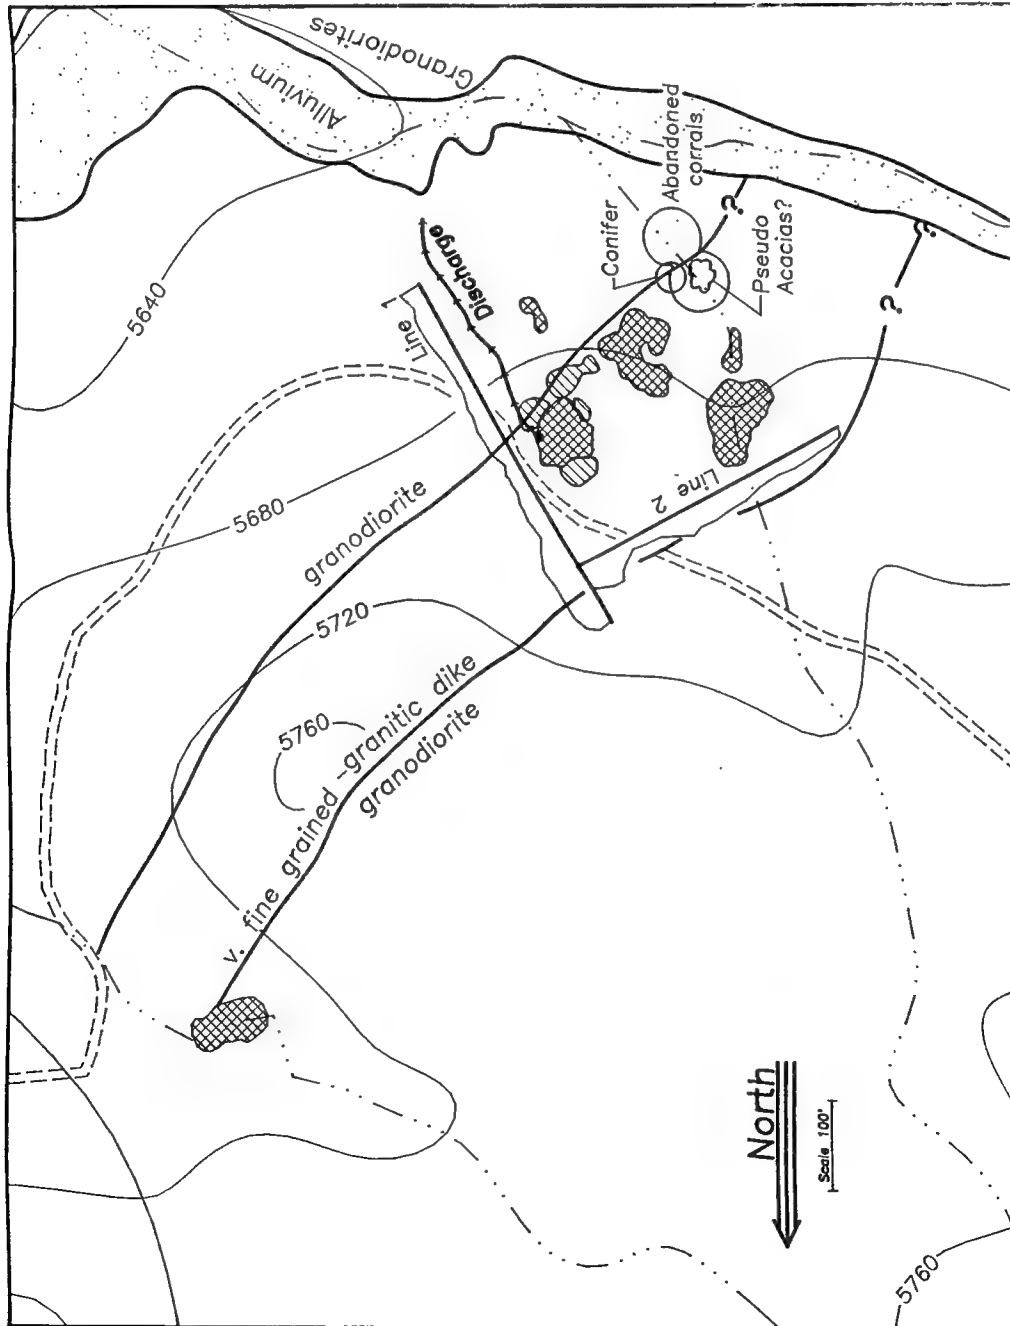 Granodiorites
Alluvium
Abandoned
corrals
Conifer
?
Pseudo
Acacias?
?
?
Discharge
Line 1
5640
Line 2
5680
granodiorite
5720
5760
v. fine grained -granitic dike
granodiorite
North
Scale 100'
5760